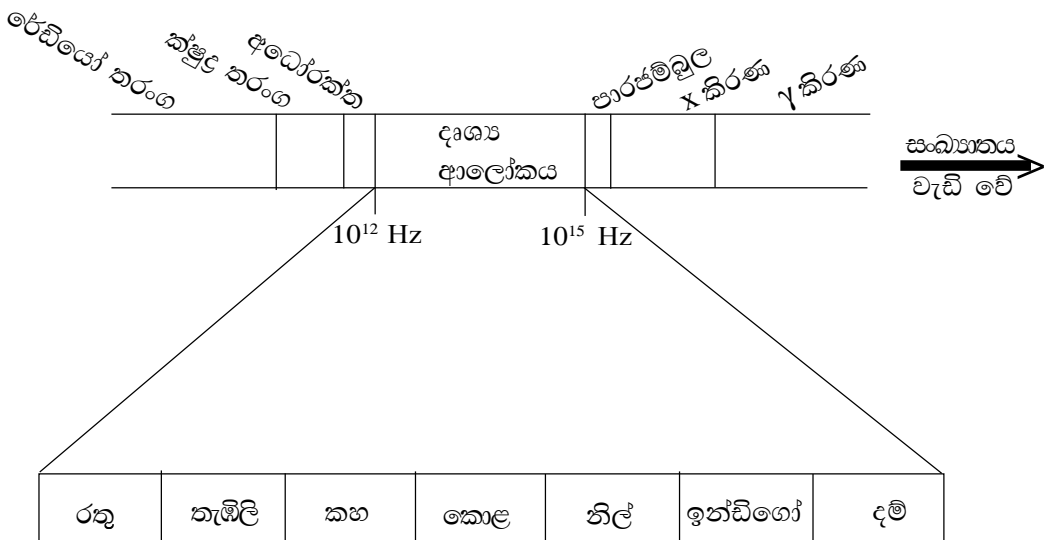 රේඩියෝ තරංග
ක්ෂුද්‍ර තරංග
අධෝරක්ත
පාරජම්බුල
X කිරණ
γ කිරණ
දෘශ්‍ය
ආලෝකය
සංඛ්‍යාතය
වැඩි වේ
10¹² Hz
10¹⁵ Hz
රතු තැඹිලි කහ කොළ නිල් ඉන්ඩිගෝ දම්